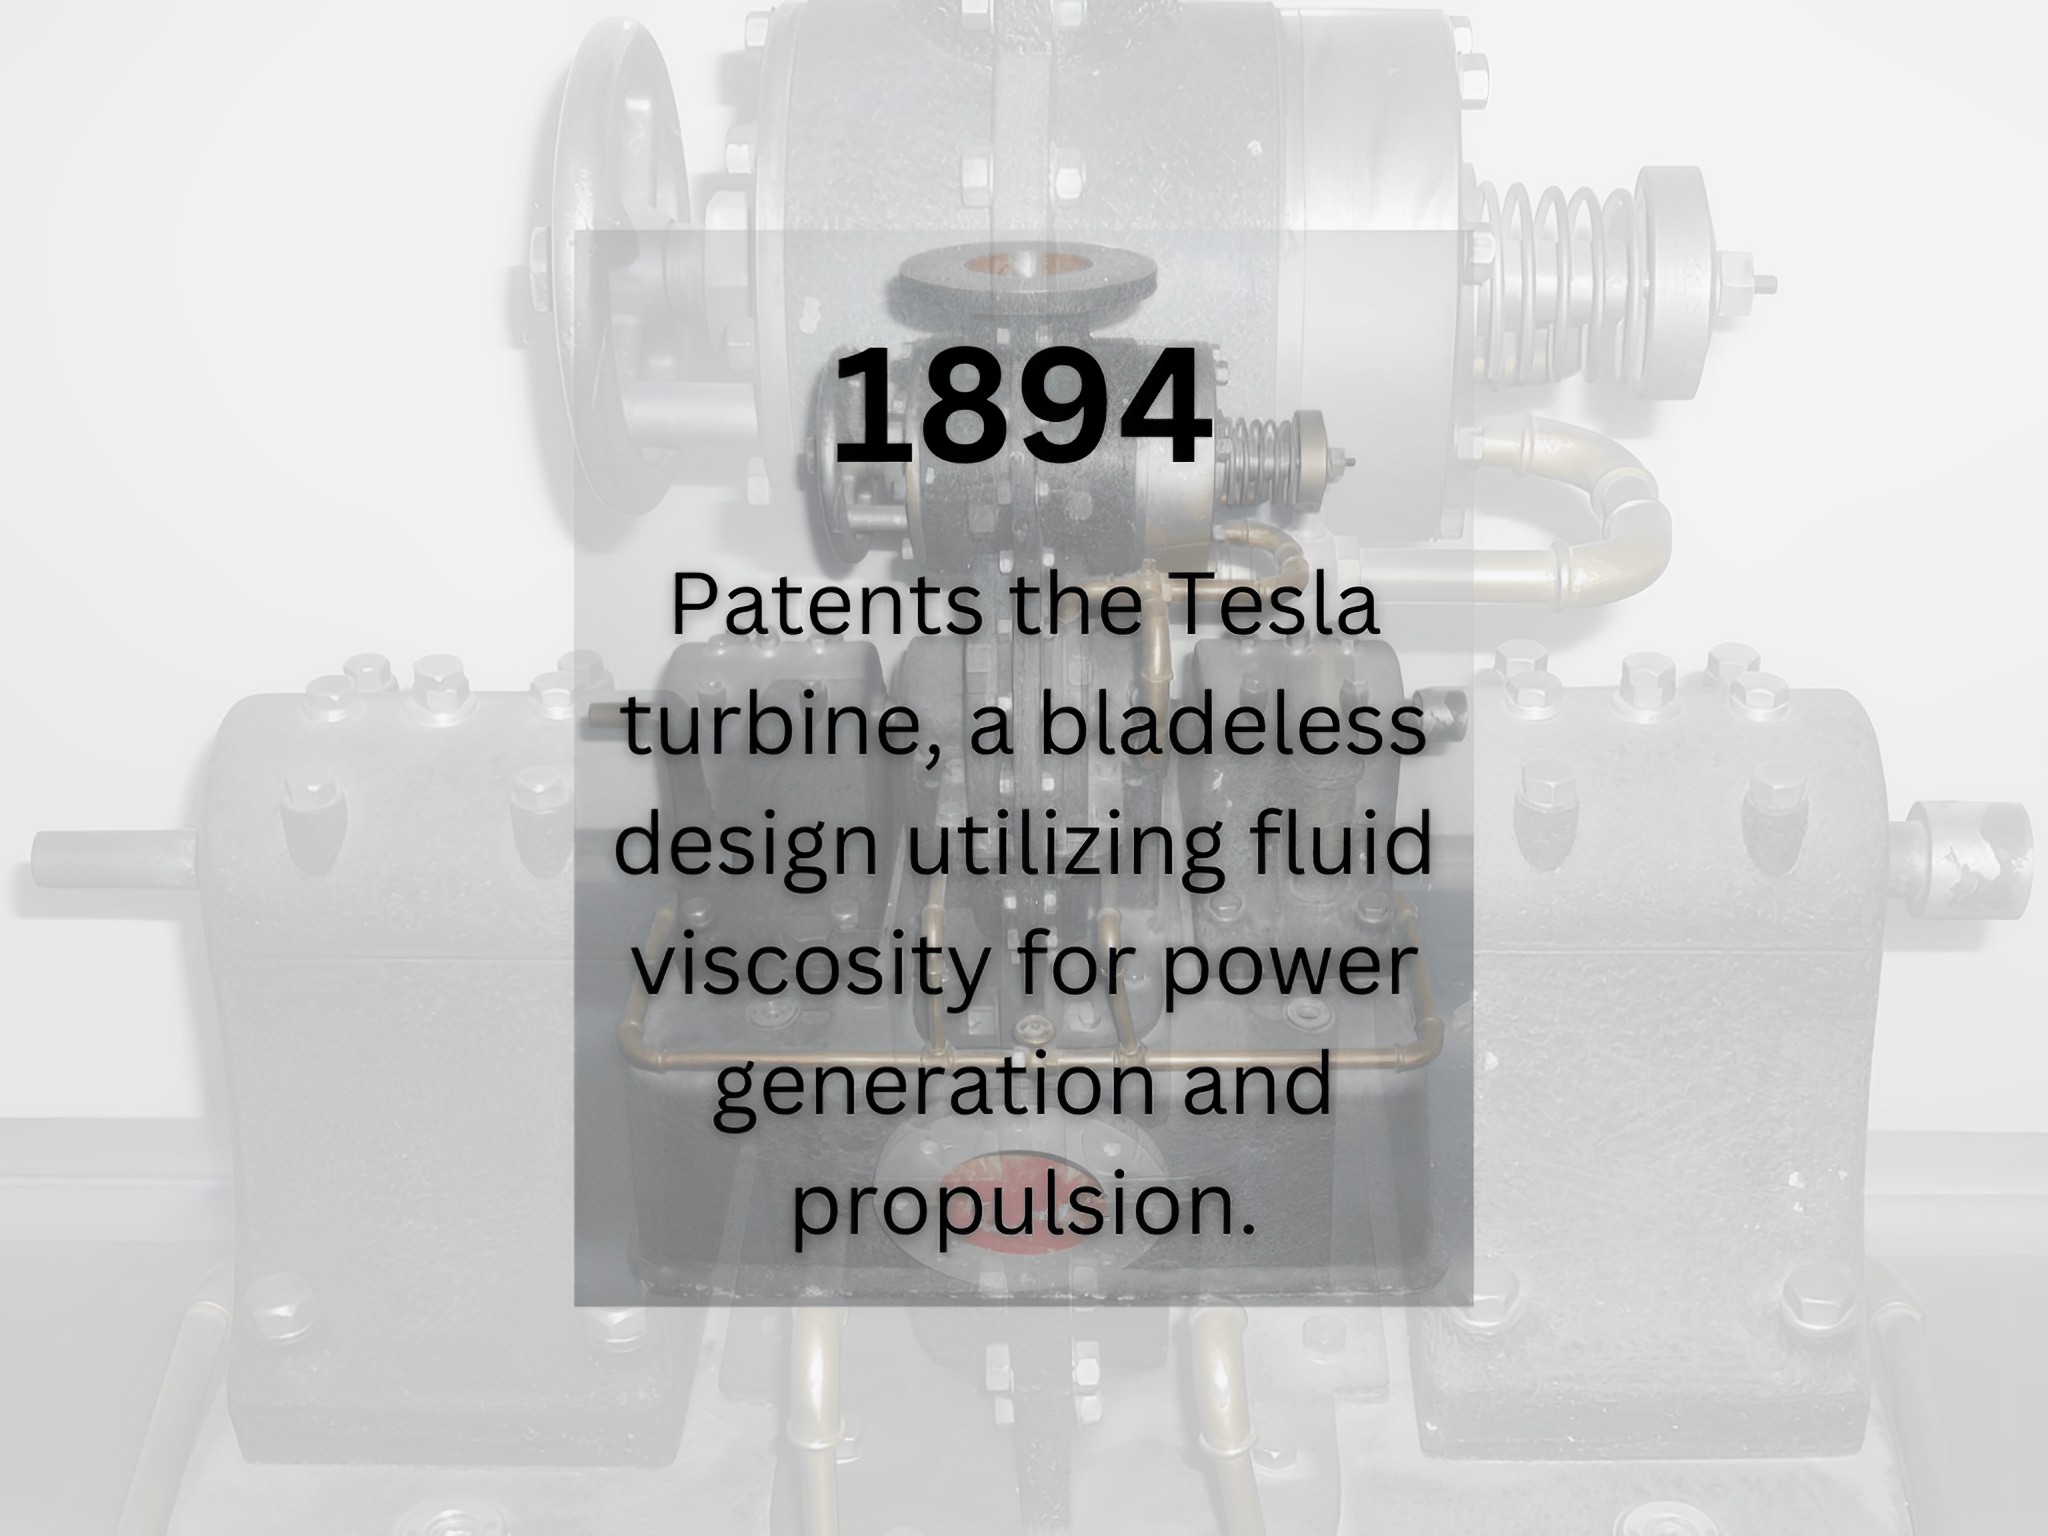 1894
Patents the Tesla
turbine, a bladeless
design utilizing fluid
viscosity for power
generation and
propulsion.